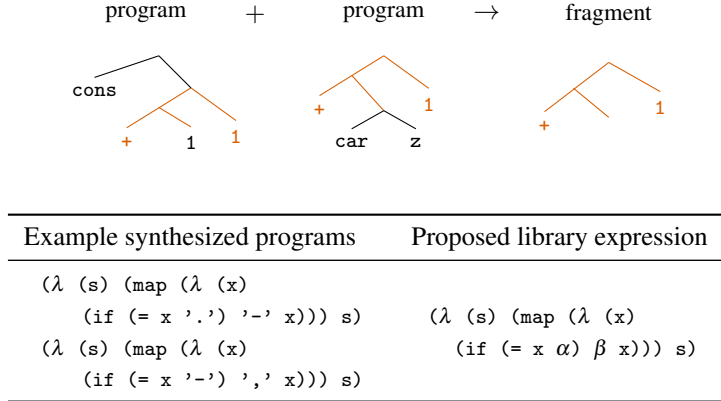 program + program → fragment
cons
+ 1 1
+ car z 1
+ 1
Example synthesized programs Proposed library expression
(λ (s) (map (λ (x)
(if (= x '.') '-' x))) s)
(λ (s) (map (λ (x)
(if (= x '-') ',' x))) s)
(λ (s) (map (λ (x)
(if (= x α) β x))) s)